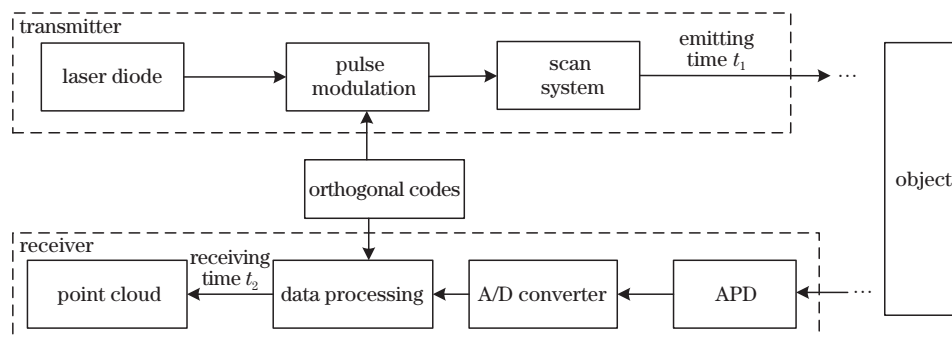 transmitter
laser diode
pulse
modulation
scan
system
emitting
time t₁
...
object
orthogonal codes
receiver
point cloud
receiving
time t₂
data processing
A/D converter
APD
...